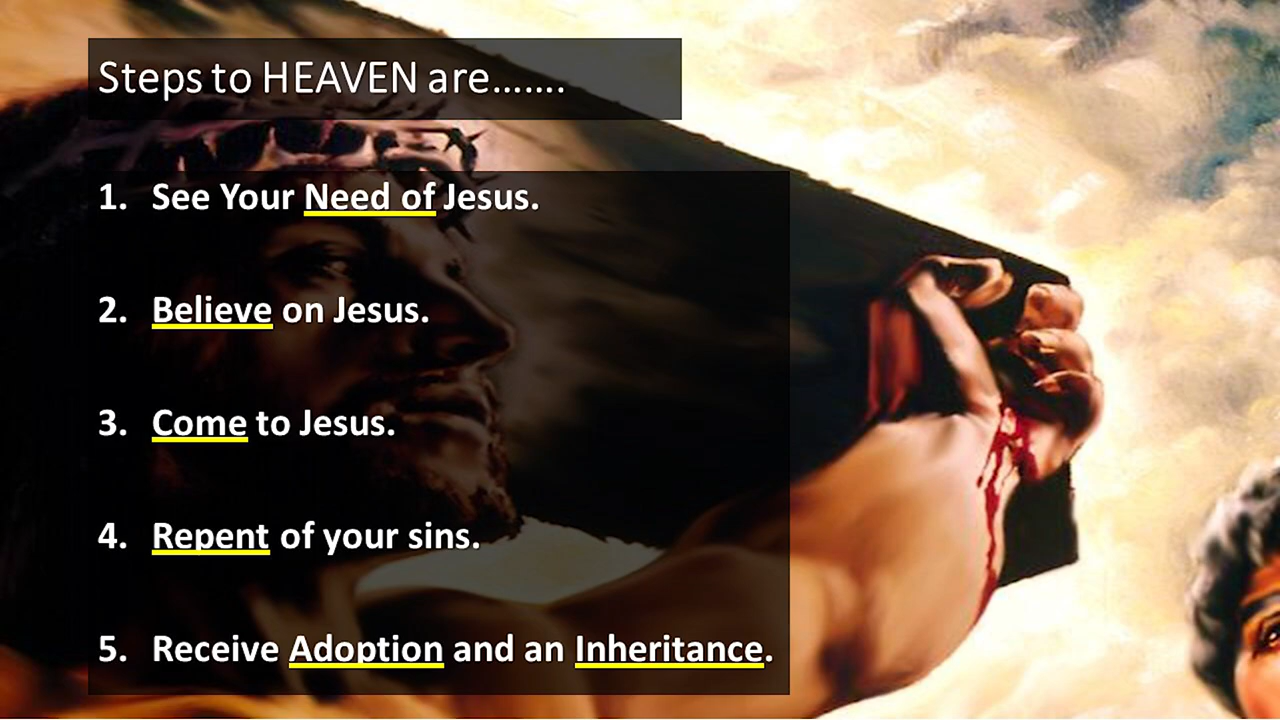 Steps to HEAVEN are.......
1. See Your Need of Jesus.
2. Believe on Jesus.
3. Come to Jesus.
4. Repent of your sins.
5. Receive Adoption and an Inheritance.